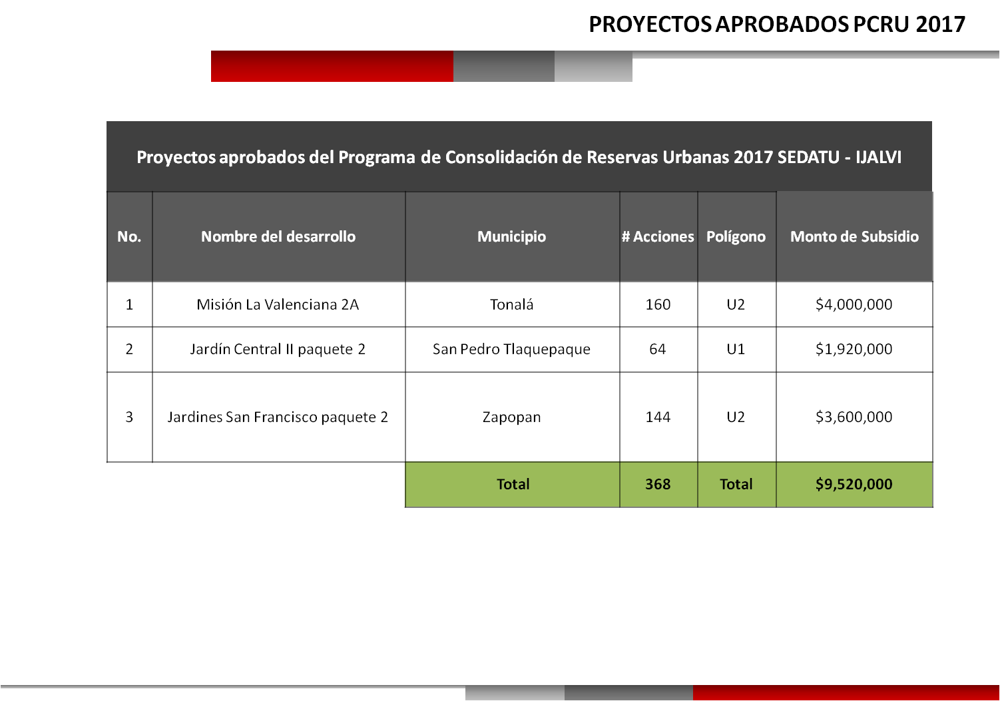 PROYECTOS APROBADOS PCRU 2017
Proyectos aprobados del Programa de Consolidación de Reservas Urbanas 2017 SEDATU - IJALVI
No. Nombre del desarrollo Municipio # Acciones Polígono Monto de Subsidio
1 Misión La Valenciana 2A Tonalá 160 U2 $4,000,000
2 Jardín Central II paquete 2 San Pedro Tlaquepaque 64 U1 $1,920,000
3 Jardines San Francisco paquete 2 Zapopan 144 U2 $3,600,000
Total 368 Total $9,520,000